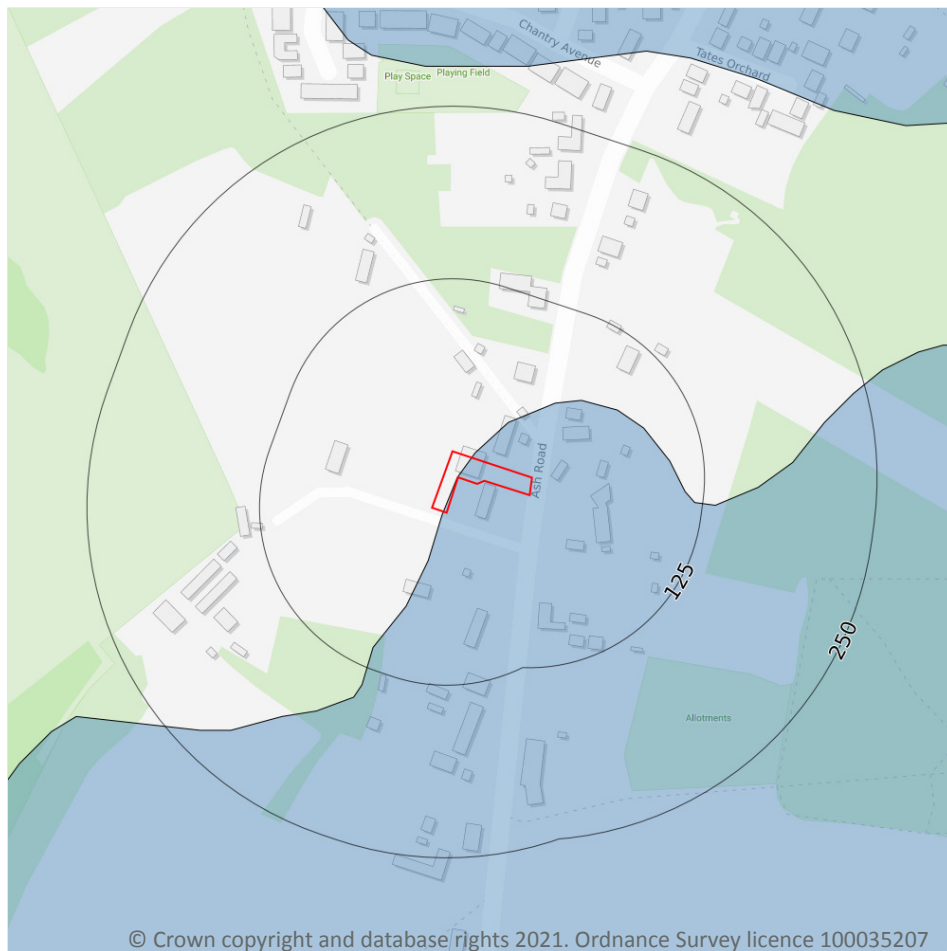 Chantry Avenue
Tates Orchard
Play Space
Playing Field
Ash Road
125
250
Allotments
© Crown copyright and database rights 2021. Ordnance Survey licence 100035207